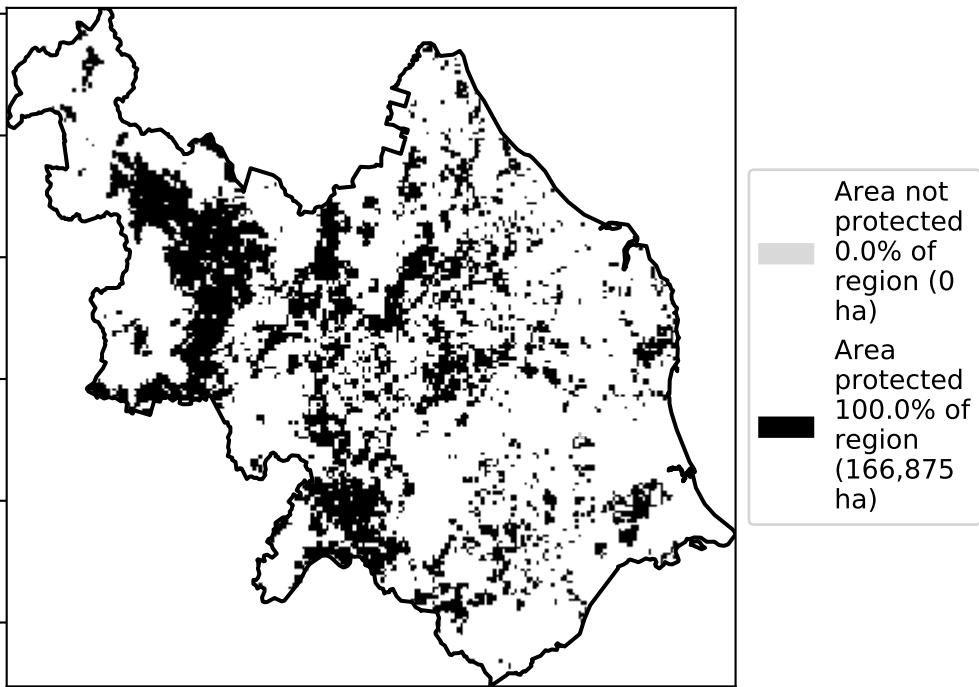 Area not
protected
0.0% of
region (0
ha)
Area
protected
100.0% of
region
(166,875
ha)